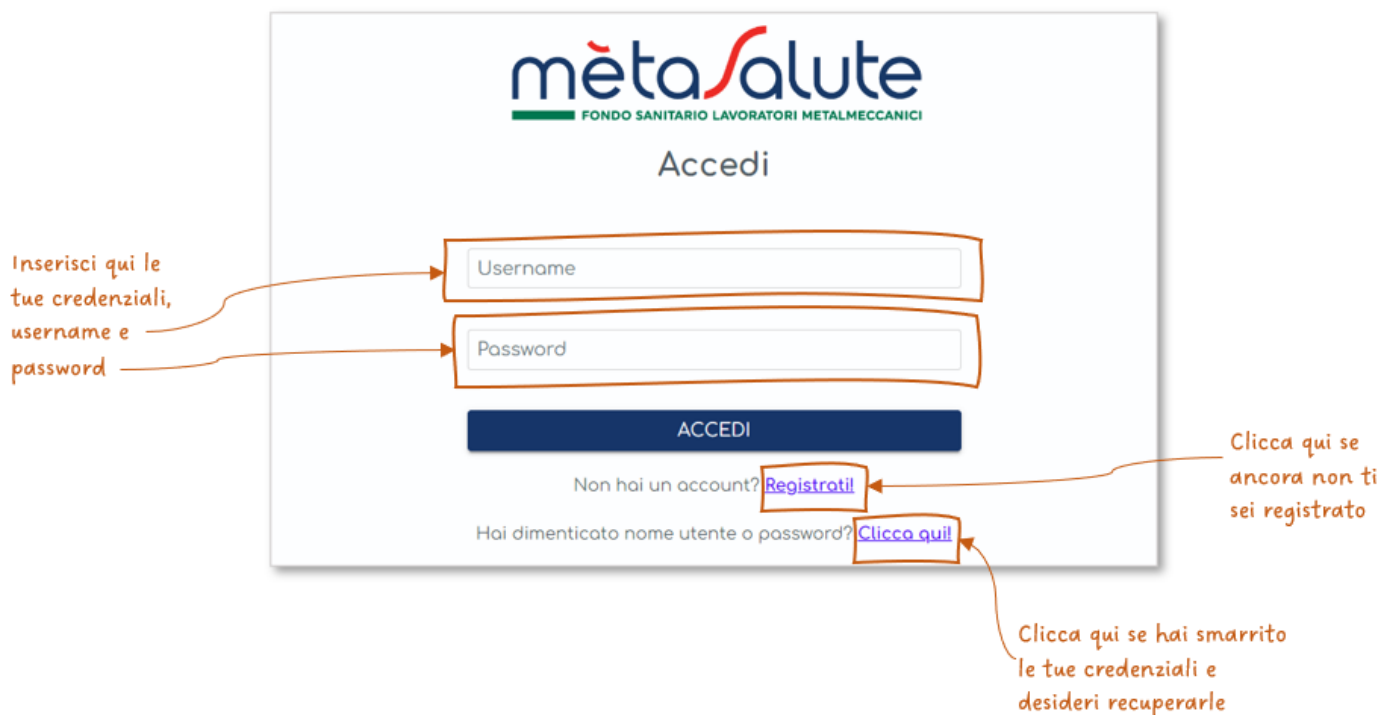 mètaSalute
FONDO SANITARIO LAVORATORI METALMECCANICI
Accedi
Inserisci qui le
tue credenziali,
username e
password
Username
Password
ACCEDI
Non hai un account? Registrati!
Hai dimenticato nome utente o password? Clicca qui!
Clicca qui se
ancora non ti
sei registrato
Clicca qui se hai smarrito
le tue credenziali e
desideri recuperarle